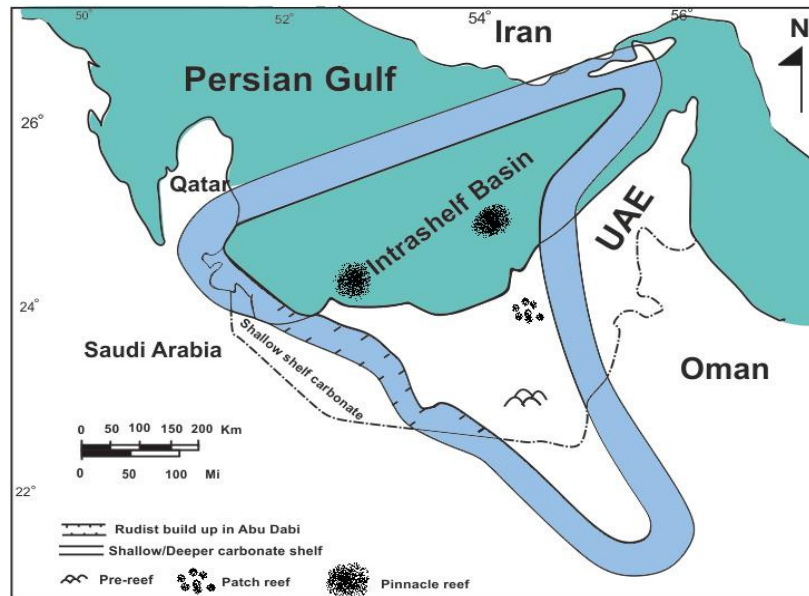 50°
52°
54°
56°
Iran
N
Persian Gulf
26°
Qatar
Intrashelf Basin
UAE
24°
Saudi Arabia
Shallow shelf carbonate
Oman
0 50 100 150 200 Km
0 50 100 Mi
22°
Rudist build up in Abu Dabi
Shallow/Deeper carbonate shelf
Pre-reef
Patch reef
Pinnacle reef